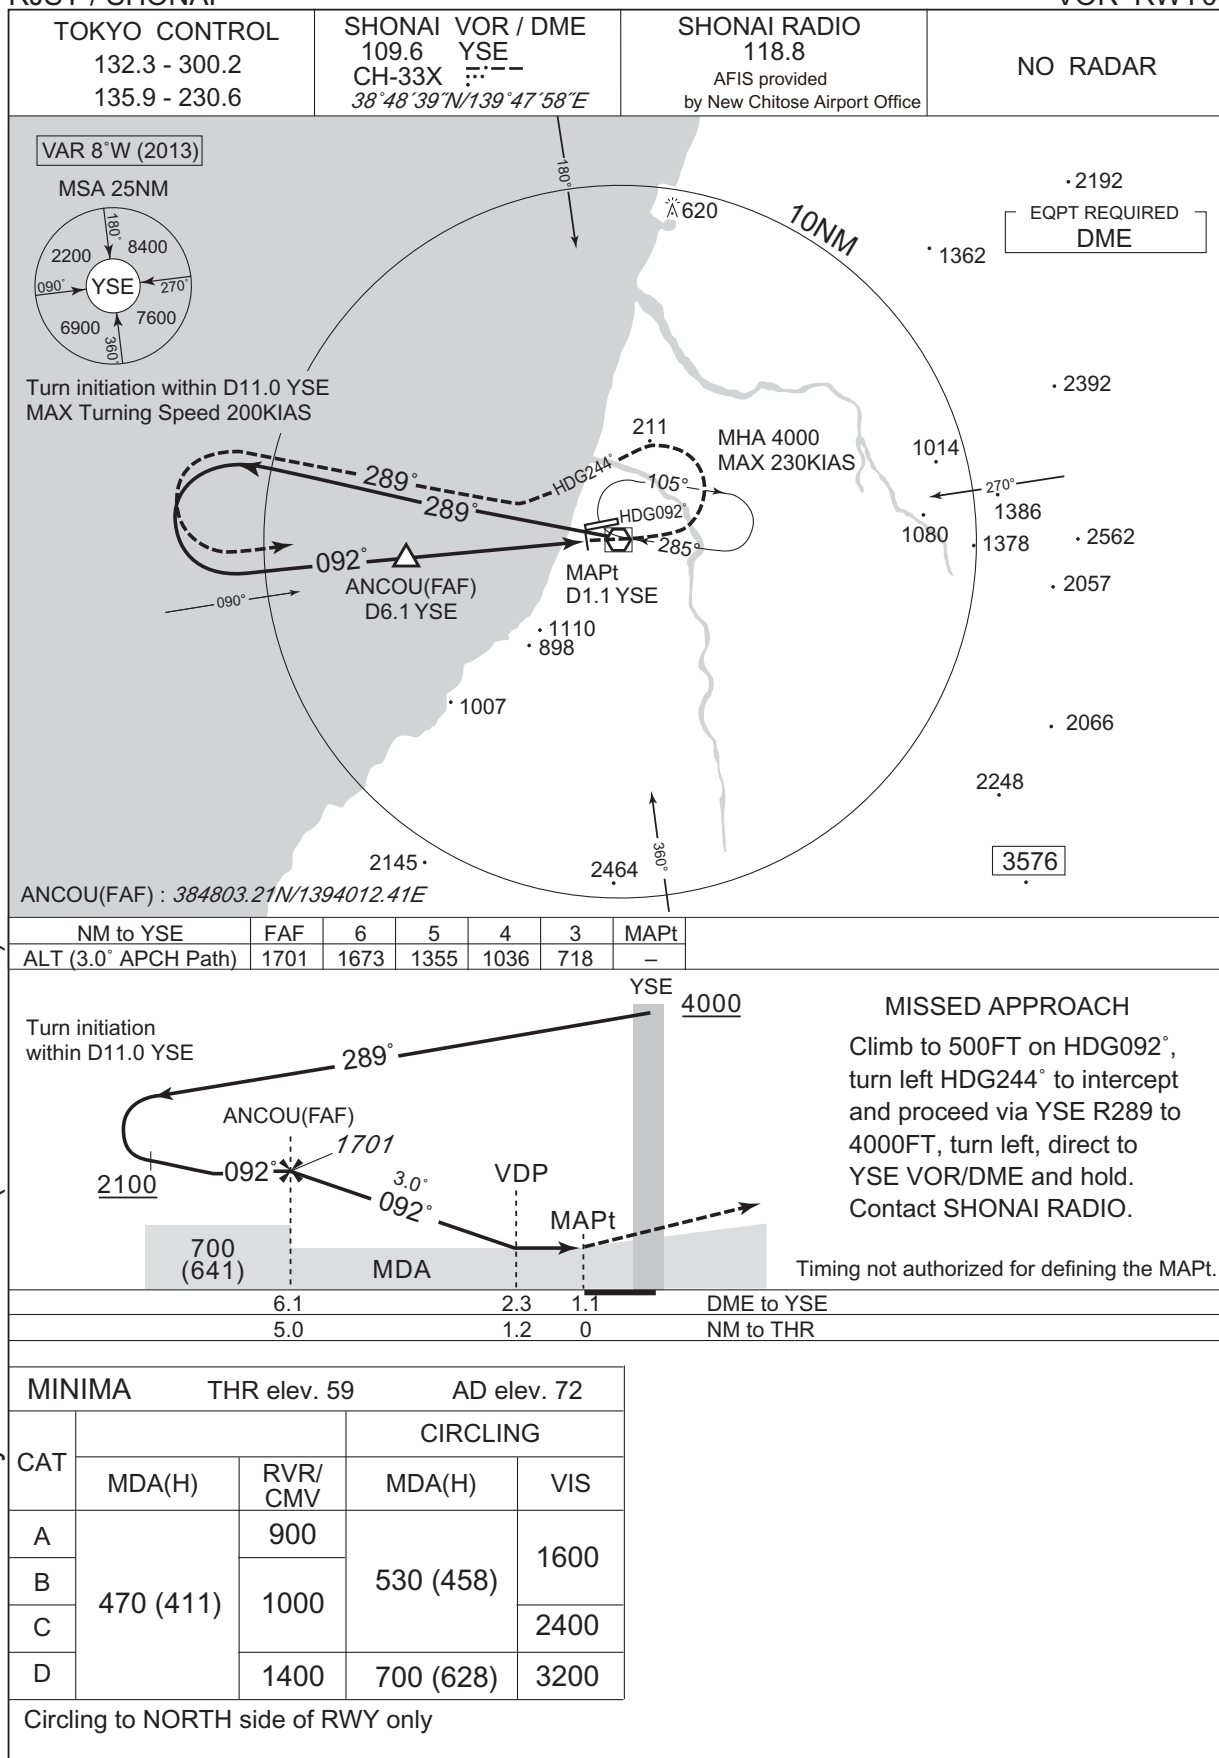 RJSY / SHONAI
VOR RWY0
TOKYO CONTROL
132.3 - 300.2
135.9 - 230.6
SHONAI VOR / DME
109.6 YSE
CH-33X
38°48´39˝N/139°47´58˝E
SHONAI RADIO
118.8
AFIS provided
by New Chitose Airport Office
NO RADAR
VAR 8°W (2013)
MSA 25NM
180°
2200
8400
090°
YSE
270°
6900
7600
360°
Turn initiation within D11.0 YSE
MAX Turning Speed 200KIAS
180°
620
10NM
2192
EQPT REQUIRED
DME
1362
2392
211
MHA 4000
MAX 230KIAS
1014
HDG244°
289°
289°
105°
270°
1386
HDG092°
1080
1378
2562
285°
092°
ANCOU(FAF)
D6.1 YSE
MAPt
D1.1 YSE
2057
090°
1110
898
1007
2066
2248
360°
2145
2464
3576
ANCOU(FAF) : 384803.21N/1394012.41E
NM to YSE FAF 6 5 4 3 MAPt
ALT (3.0° APCH Path) 1701 1673 1355 1036 718 –
YSE
4000
Turn initiation
within D11.0 YSE
289°
ANCOU(FAF)
1701
2100
092°
3.0°
092°
VDP
MAPt
700
(641)
MDA
MISSED APPROACH
Climb to 500FT on HDG092°,
turn left HDG244° to intercept
and proceed via YSE R289 to
4000FT, turn left, direct to
YSE VOR/DME and hold.
Contact SHONAI RADIO.
Timing not authorized for defining the MAPt.
6.1 2.3 1.1 DME to YSE
5.0 1.2 0 NM to THR
MINIMA THR elev. 59 AD elev. 72
CAT
CIRCLING
MDA(H)
RVR/
CMV
MDA(H)
VIS
A
900
B
470 (411)
1000
530 (458)
1600
C
2400
D
1400
700 (628)
3200
Circling to NORTH side of RWY only